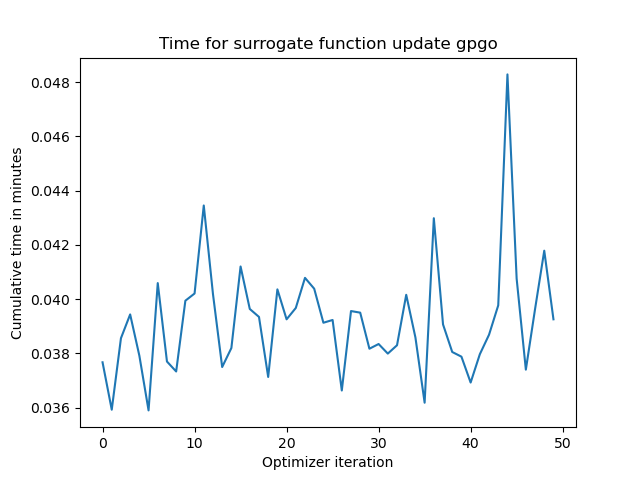 Time for surrogate function update gpgo
Cumulative time in minutes
0.048
0.046
0.044
0.042
0.040
0.038
0.036
0 10 20 30 40 50
Optimizer iteration